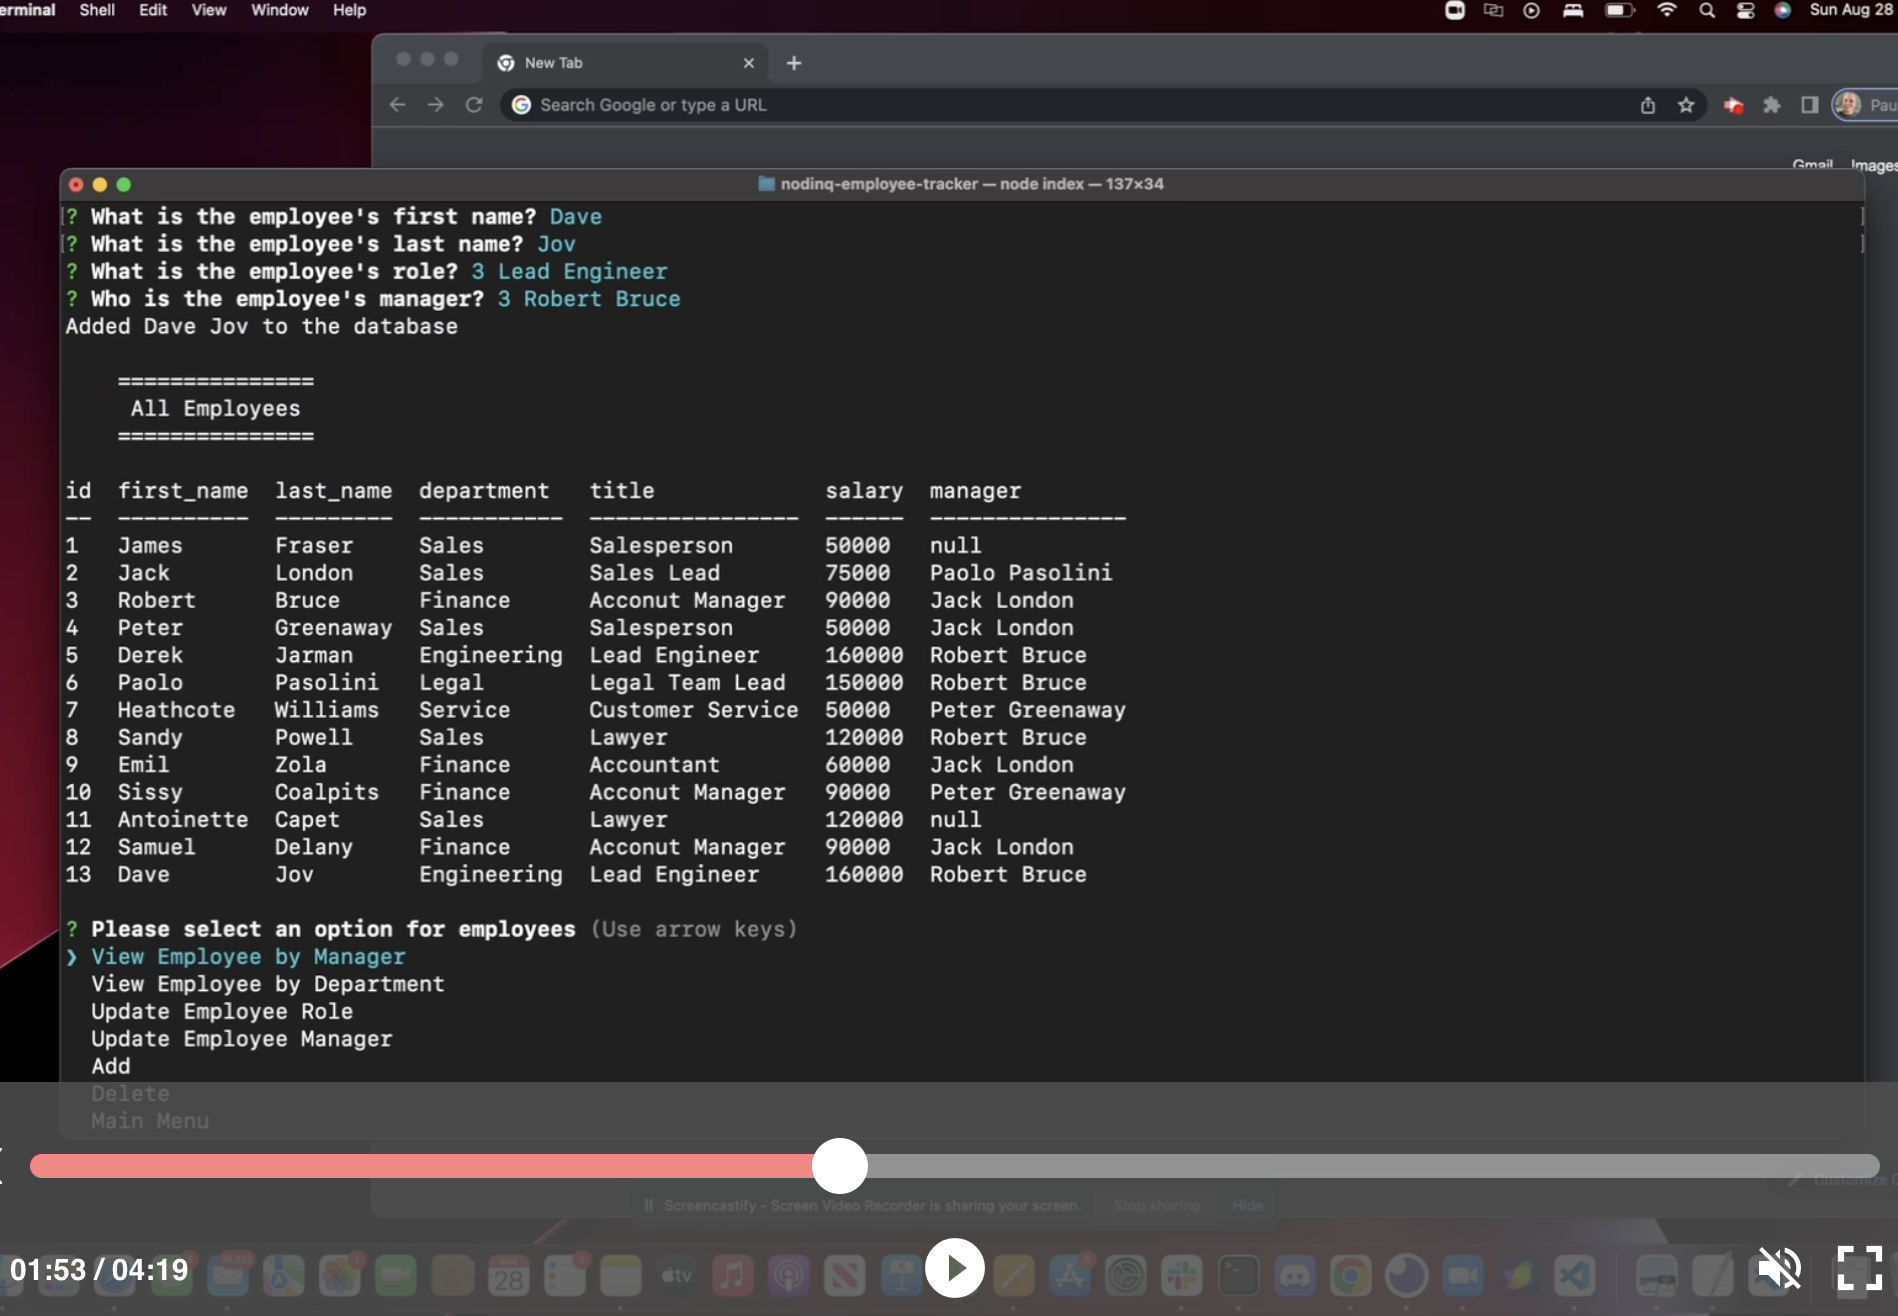 erminal Shell Edit View Window Help Sun Aug 28
New Tab
Search Google or type a URL Pau
Gmail Images
nodinq-employee-tracker — node index — 137×34
? What is the employee's first name? Dave
? What is the employee's last name? Jov
? What is the employee's role? 3 Lead Engineer
? Who is the employee's manager? 3 Robert Bruce
Added Dave Jov to the database
===============
All Employees
===============
id first_name last_name department title salary manager
-- ---------- --------- ----------- ---------------- ------ ---------------
1 James Fraser Sales Salesperson 50000 null
2 Jack London Sales Sales Lead 75000 Paolo Pasolini
3 Robert Bruce Finance Acconut Manager 90000 Jack London
4 Peter Greenaway Sales Salesperson 50000 Jack London
5 Derek Jarman Engineering Lead Engineer 160000 Robert Bruce
6 Paolo Pasolini Legal Legal Team Lead 150000 Robert Bruce
7 Heathcote Williams Service Customer Service 50000 Peter Greenaway
8 Sandy Powell Sales Lawyer 120000 Robert Bruce
9 Emil Zola Finance Accountant 60000 Jack London
10 Sissy Coalpits Finance Acconut Manager 90000 Peter Greenaway
11 Antoinette Capet Sales Lawyer 120000 null
12 Samuel Delany Finance Acconut Manager 90000 Jack London
13 Dave Jov Engineering Lead Engineer 160000 Robert Bruce
? Please select an option for employees (Use arrow keys)
❯ View Employee by Manager
View Employee by Department
Update Employee Role
Update Employee Manager
Add
Delete
Main Menu
Customize C
Screencastify - Screen Video Recorder is sharing your screen. Stop sharing Hide
01:53 / 04:19
AUG
28
tv